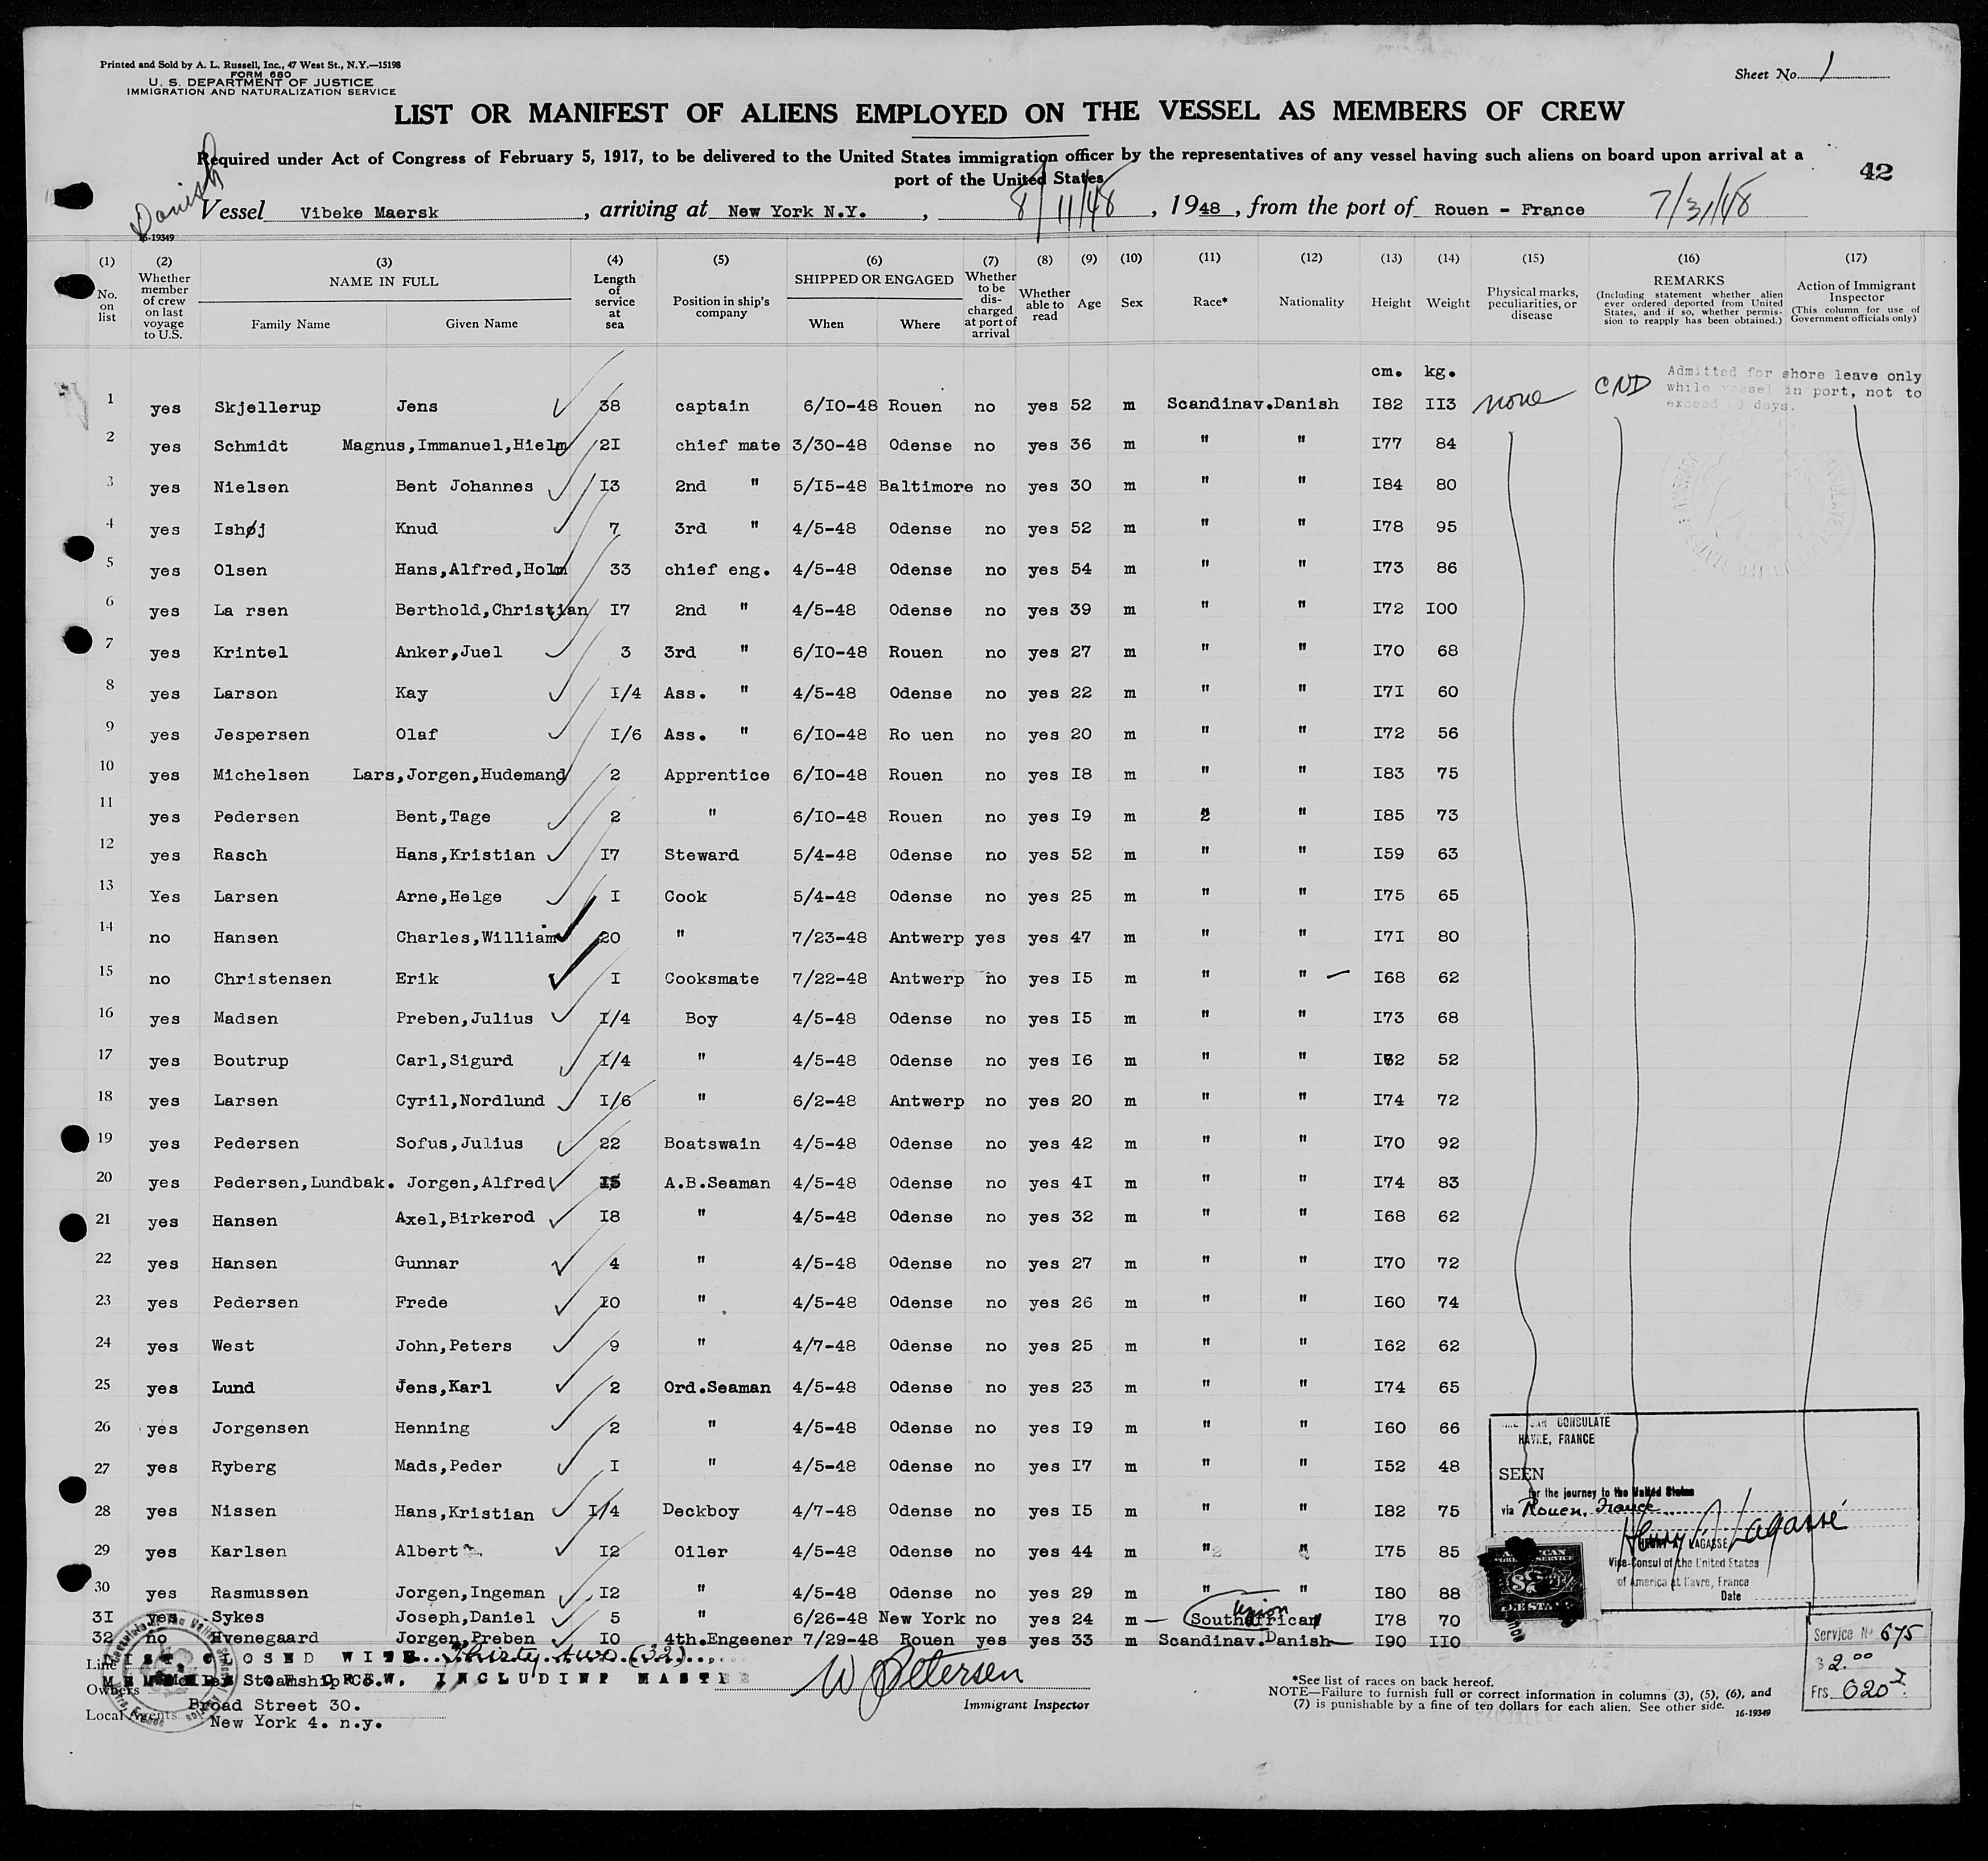 Printed and Sold by A. L. Russell, Inc., 47 West St., N.Y.—15198
FORM 680
U. S. DEPARTMENT OF JUSTICE
IMMIGRATION AND NATURALIZATION SERVICE
Sheet No. 1
LIST OR MANIFEST OF ALIENS EMPLOYED ON THE VESSEL AS MEMBERS OF CREW
Required under Act of Congress of February 5, 1917, to be delivered to the United States immigration officer by the representatives of any vessel having such aliens on board upon arrival at a
port of the United States
42
Danish
Vessel Vibeke Maersk , arriving at New York N.Y. , 8/11/48 , 1948 , from the port of Rouen - France 7/31/48
16-19349
(1) (2) (3) (4) (5) (6) (7) (8) (9) (10) (11) (12) (13) (14) (15) (16) (17)
No. on list
Whether member of crew on last voyage to U.S.
NAME IN FULL
Family Name Given Name
Length of service at sea
Position in ship's company
SHIPPED OR ENGAGED
When Where
Whether to be discharged at port of arrival
Whether able to read
Age Sex Race* Nationality Height Weight
Physical marks, peculiarities, or disease
REMARKS
(Including statement whether alien ever ordered deported from United States, and if so, whether permission to reapply has been obtained.)
Action of Immigrant Inspector
(This column for use of Government officials only)
cm. kg.
Admitted for shore leave only
while vessel in port, not to
exceed days.
1 yes Skjellerup Jens 38 captain 6/I0-48 Rouen no yes 52 m Scandinav. Danish I82 II3 none CND
2 yes Schmidt Magnus,Immanuel,Hielm 2I chief mate 3/30-48 Odense no yes 36 m " " I77 84
3 yes Nielsen Bent Johannes I3 2nd " 5/I5-48 Baltimore no yes 30 m " " I84 80
4 yes Ishøj Knud 7 3rd " 4/5-48 Odense no yes 52 m " " I78 95
5 yes Olsen Hans,Alfred,Holm 33 chief eng. 4/5-48 Odense no yes 54 m " " I73 86
6 yes La rsen Berthold,Christian I7 2nd " 4/5-48 Odense no yes 39 m " " I72 I00
7 yes Krintel Anker,Juel 3 3rd " 6/I0-48 Rouen no yes 27 m " " I70 68
8 yes Larson Kay I/4 Ass. " 4/5-48 Odense no yes 22 m " " I7I 60
9 yes Jespersen Olaf I/6 Ass. " 6/I0-48 Ro uen no yes 20 m " " I72 56
10 yes Michelsen Lars,Jorgen,Hudemand 2 Apprentice 6/I0-48 Rouen no yes I8 m " " I83 75
11 yes Pedersen Bent,Tage 2 " 6/I0-48 Rouen no yes I9 m " " I85 73
12 yes Rasch Hans,Kristian I7 Steward 5/4-48 Odense no yes 52 m " " I59 63
13 Yes Larsen Arne,Helge I Cook 5/4-48 Odense no yes 25 m " " I75 65
14 no Hansen Charles,William 20 " 7/23-48 Antwerp yes yes 47 m " " I7I 80
15 no Christensen Erik I Cooksmate 7/22-48 Antwerp no yes I5 m " " I68 62
16 yes Madsen Preben,Julius I/4 Boy 4/5-48 Odense no yes I5 m " " I73 68
17 yes Boutrup Carl,Sigurd I/4 " 4/5-48 Odense no yes I6 m " " 52
18 yes Larsen Cyril,Nordlund I/6 " 6/2-48 Antwerp no yes 20 m " " I74 72
19 yes Pedersen Sofus,Julius 22 Boatswain 4/5-48 Odense no yes 42 m " " I70 92
20 yes Pedersen,Lundbak. Jorgen,Alfred I5 A.B.Seaman 4/5-48 Odense no yes 4I m " " I74 83
21 yes Hansen Axel,Birkerod I8 " 4/5-48 Odense no yes 32 m " " I68 62
22 yes Hansen Gunnar 4 " 4/5-48 Odense no yes 27 m " " I70 72
23 yes Pedersen Frede I0 " 4/5-48 Odense no yes 26 m " " I60 74
24 yes West John,Peters 9 " 4/7-48 Odense no yes 25 m " " I62 62
25 yes Lund Jens,Karl 2 Ord.Seaman 4/5-48 Odense no yes 23 m " " I74 65
26 yes Jorgensen Henning 2 " 4/5-48 Odense no yes I9 m " " I60 66
27 yes Ryberg Mads,Peder I " 4/5-48 Odense no yes I7 m " " I52 48
28 yes Nissen Hans,Kristian I/4 Deckboy 4/7-48 Odense no yes I5 m " " I82 75
29 yes Karlsen Albert I2 Oiler 4/5-48 Odense no yes 44 m " " I75 85
30 yes Rasmussen Jorgen,Ingeman I2 " 4/5-48 Odense no yes 29 m " " I80 88
3I yes Sykes Joseph,Daniel 5 " 6/26-48 New York no yes 24 m Union Southafrican I78 70
32 no Hvenegaard Jorgen,Preben I0 4th.Engeener 7/29-48 Rouen yes yes 33 m Scandinav. Danish I90 II0
CONSULATE
HAVRE, FRANCE
SEEN
for the journey to the United States
via Rouen, France
Henry Lagassé
LAGASSE
Vice-Consul of the United States
of America at Havre, France
Date
Service No 675
$ 2.00
Frs. 620
LIST CLOSED WITH Thirty two (32)
MEMBERS OF CREW, INCLUDING MASTER
Line
Owners Steamship Co.
Local Agents Broad Street 30.
New York 4. n.y.
W Petersen
Immigrant Inspector
*See list of races on back hereof.
NOTE—Failure to furnish full or correct information in columns (3), (5), (6), and
(7) is punishable by a fine of ten dollars for each alien. See other side.
16-19349